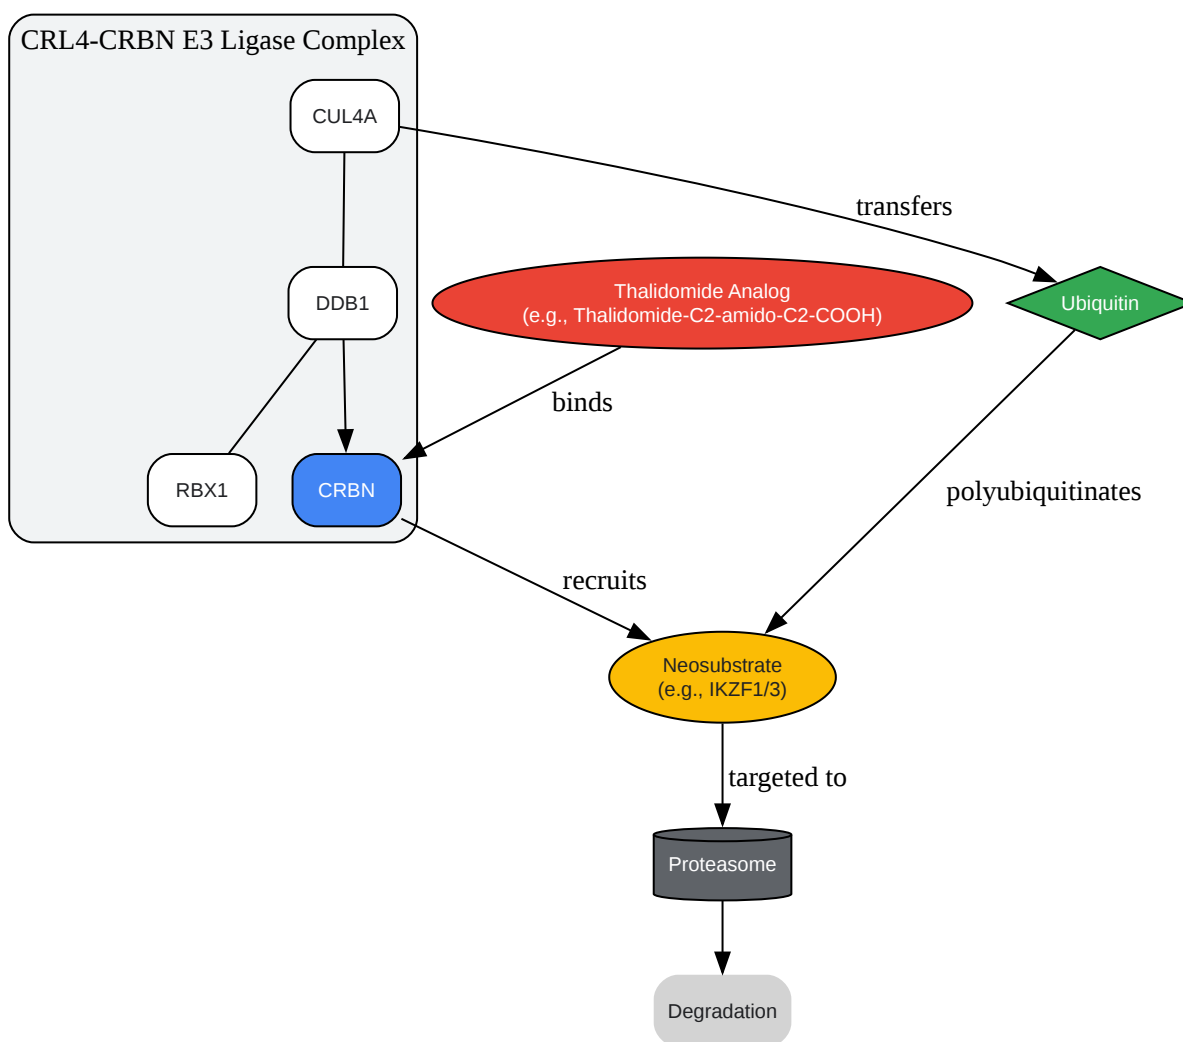 CRL4-CRBN E3 Ligase Complex
CUL4A
transfers
DDB1
Thalidomide Analog
(e.g., Thalidomide-C2-amido-C2-COOH)
Ubiquitin
binds
RBX1
CRBN
polyubiquitinates
recruits
Neosubstrate
(e.g., IKZF1/3)
targeted to
Proteasome
Degradation